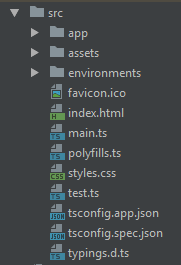 src
app
assets
environments
favicon.ico
index.html
main.ts
polyfills.ts
styles.css
test.ts
tsconfig.app.json
tsconfig.spec.json
typings.d.ts